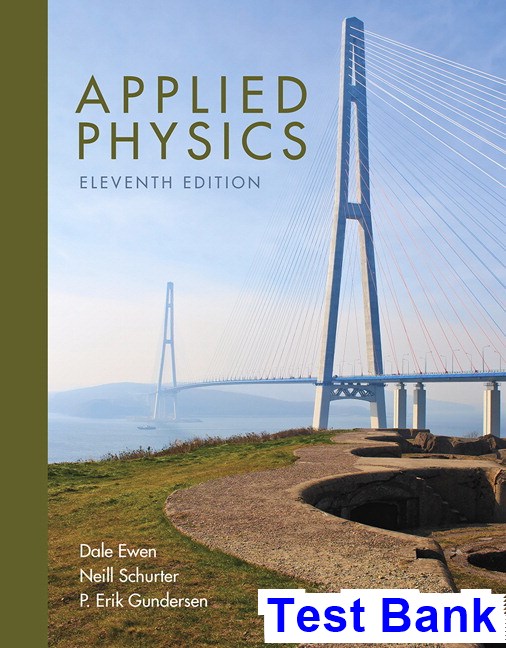 APPLIED
PHYSICS
ELEVENTH EDITION
Dale Ewen
Neill Schurter
P. Erik Gundersen
Test Bank